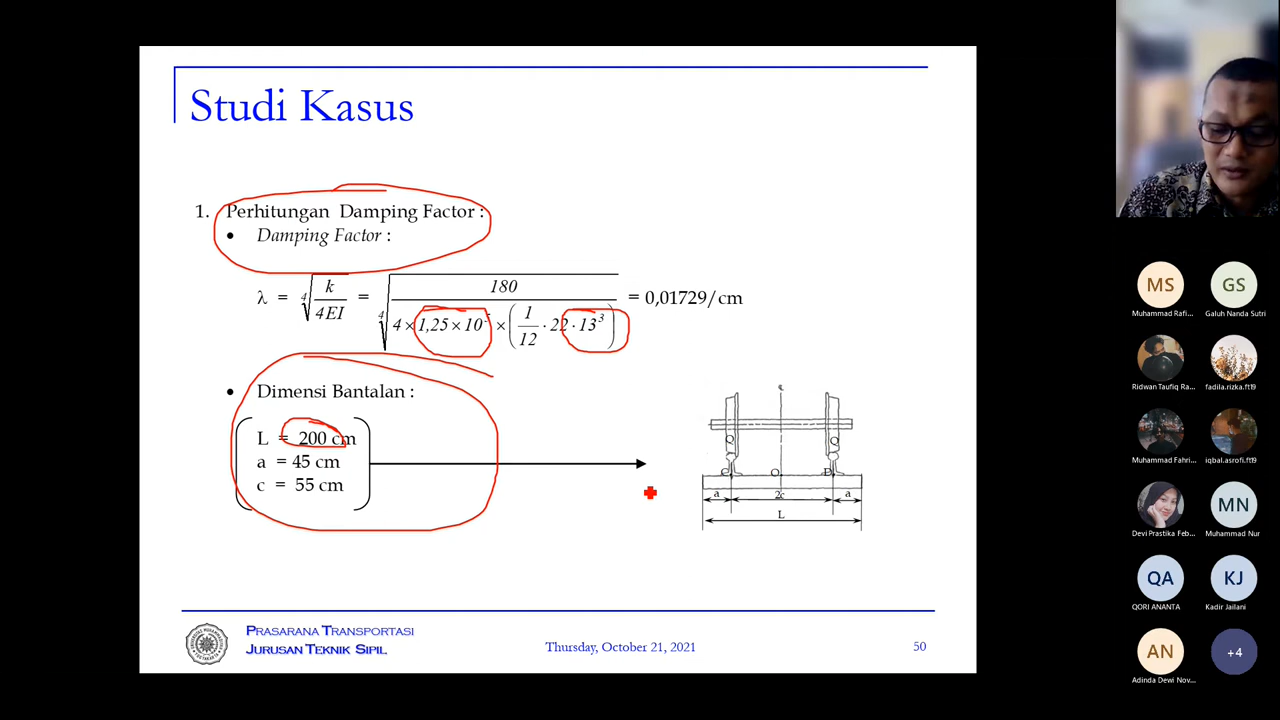 Studi Kasus
1. Perhitungan Damping Factor :
• Damping Factor :
λ = ⁴√(k / 4EI) = ⁴√(180 / (4 × 1,25 × 10⁵ × (1/12 · 22 · 13³))) = 0,01729/cm
• Dimensi Bantalan :
L = 200 cm
a = 45 cm
c = 55 cm
Q Q
C O D
a 2c a
L
PRASARANA TRANSPORTASI
JURUSAN TEKNIK SIPIL
Thursday, October 21, 2021
50
MS GS
Muhammad Rafi... Galuh Nanda Sutri
Ridwan Taufiq Ra... fadila.rizka.ft19
Muhammad Fahri... iqbal.asrofi.ft19
MN
Devi Prastika Feb... Muhammad Nur
QA KJ
QORI ANANTA Kadir Jailani
AN +4
Adinda Dewi Nov...